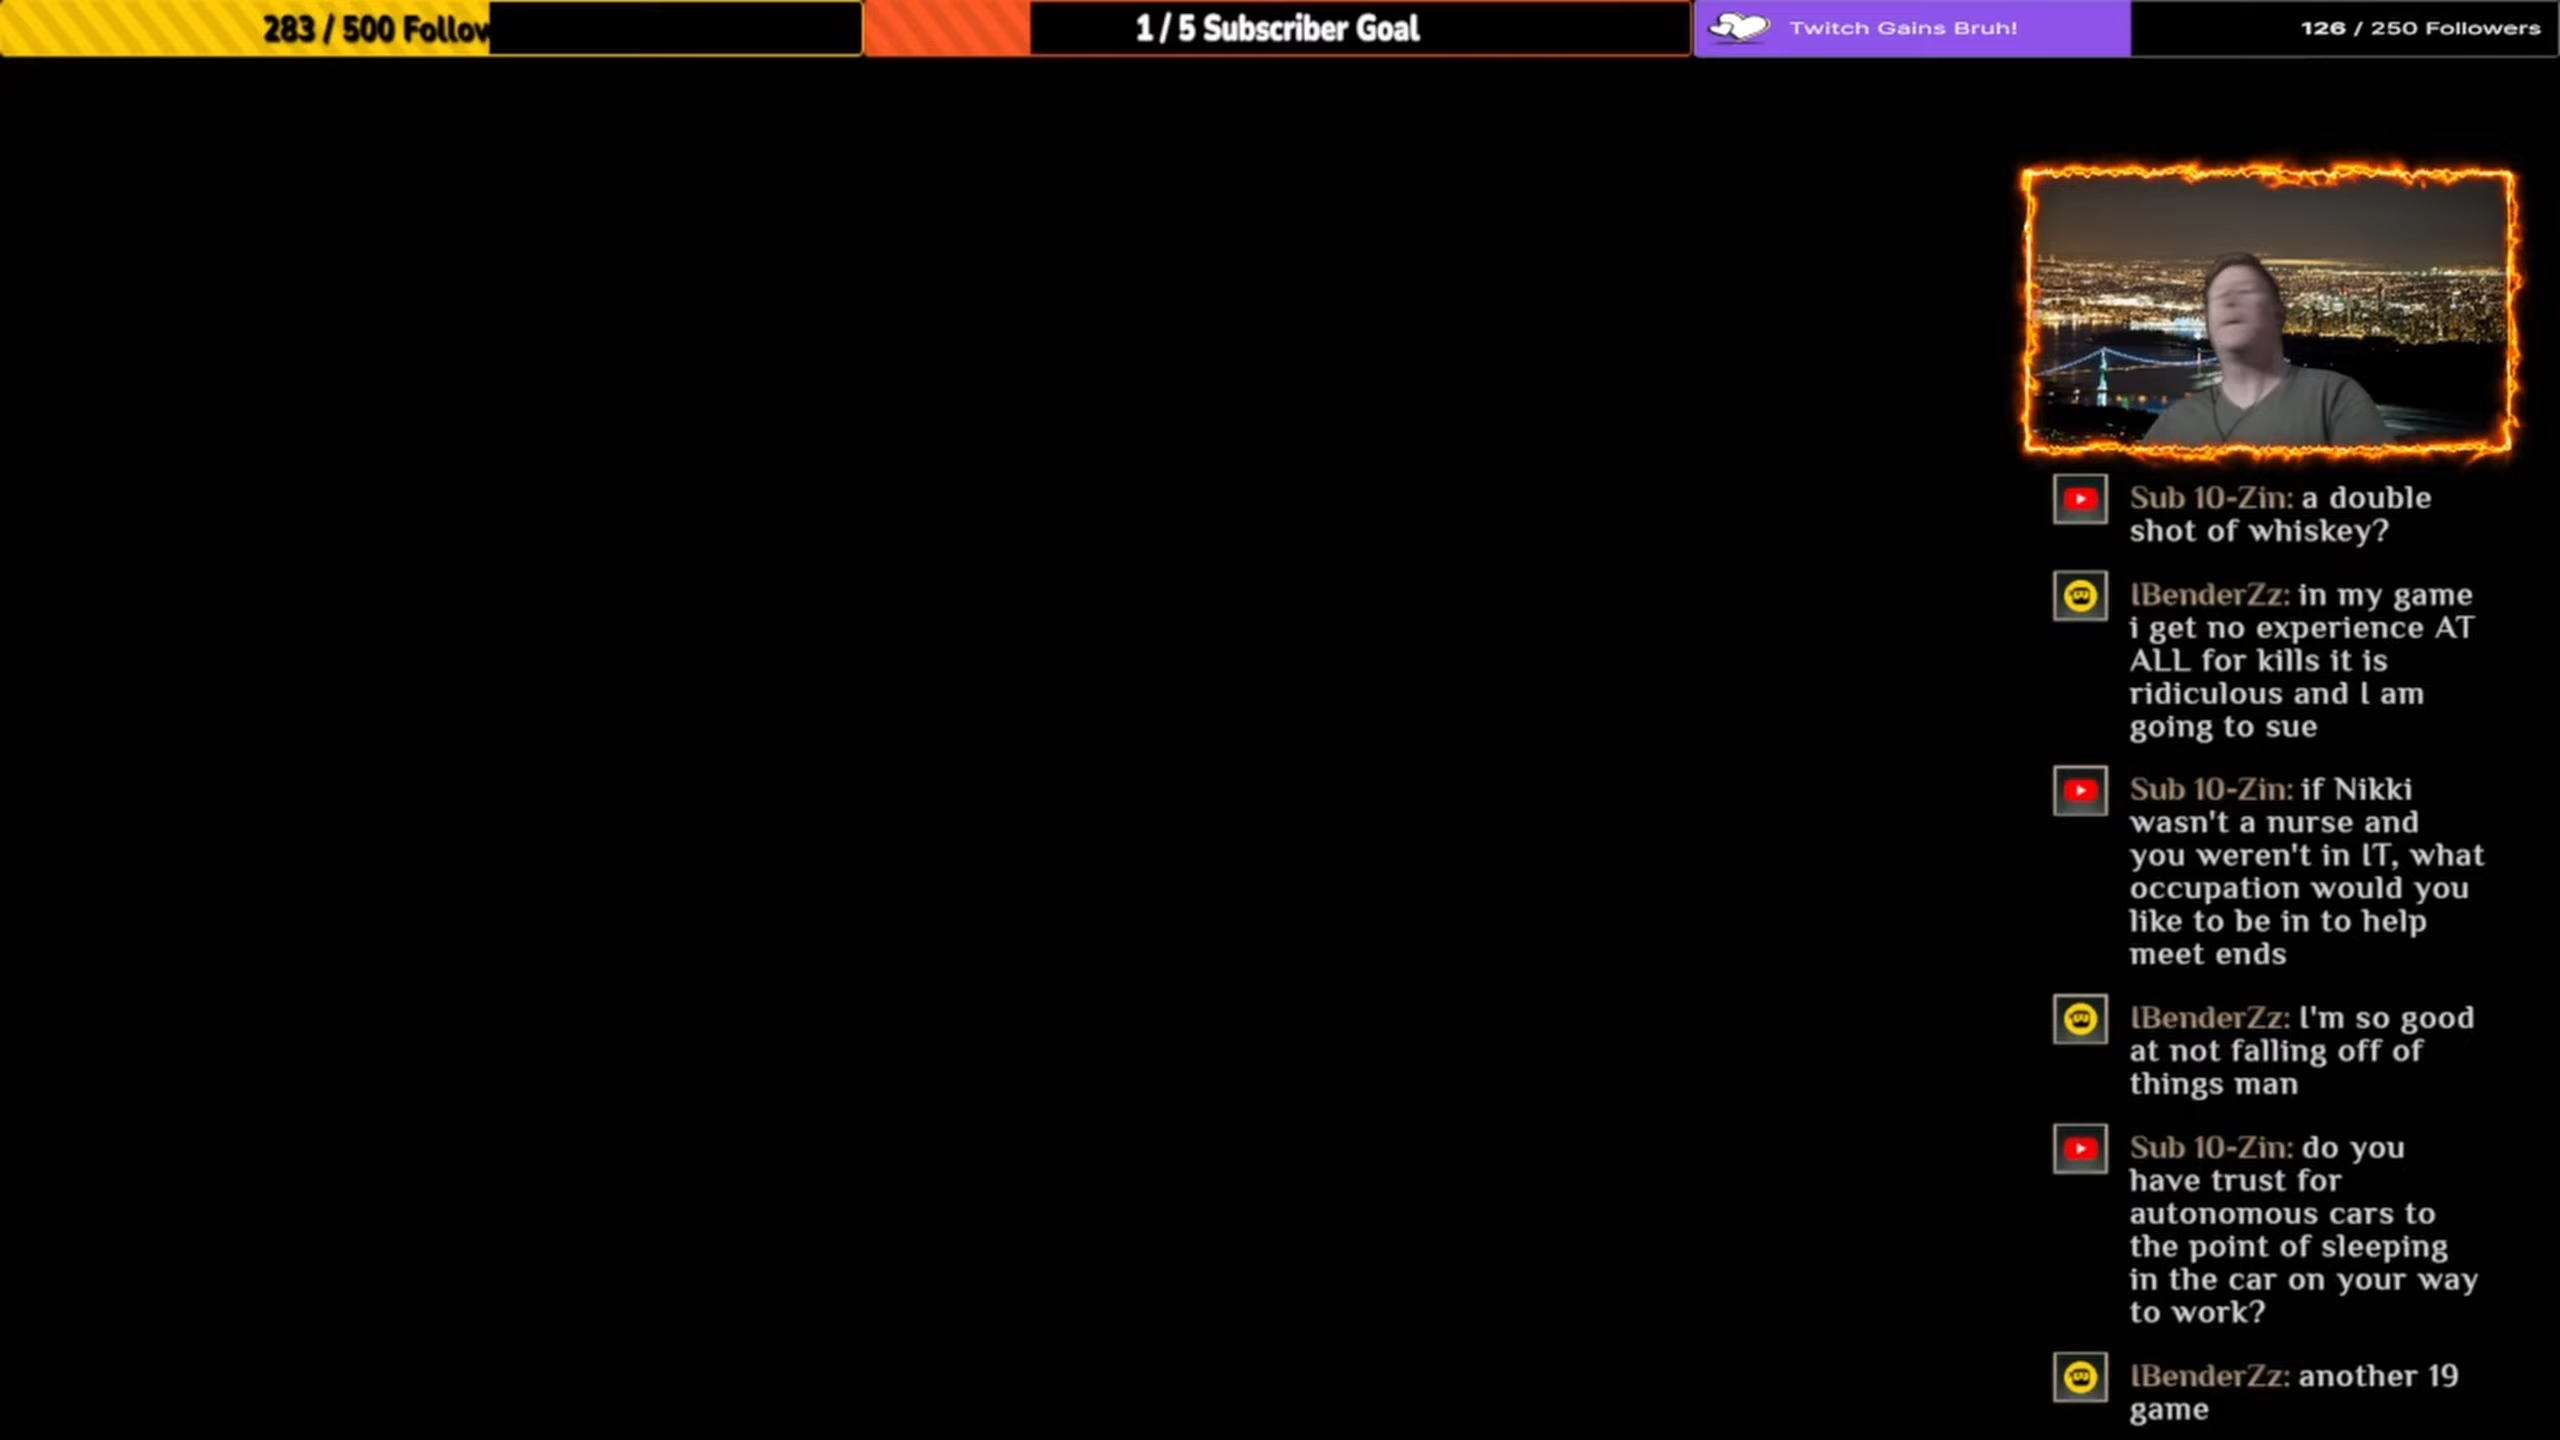 283 / 500 Follow
1 / 5 Subscriber Goal
Twitch Gains Bruh!
126 / 250 Followers
Sub 10-Zin: a double
shot of whiskey?
IBenderZz: in my game
i get no experience AT
ALL for kills it is
ridiculous and I am
going to sue
Sub 10-Zin: if Nikki
wasn't a nurse and
you weren't in IT, what
occupation would you
like to be in to help
meet ends
IBenderZz: I'm so good
at not falling off of
things man
Sub 10-Zin: do you
have trust for
autonomous cars to
the point of sleeping
in the car on your way
to work?
IBenderZz: another 19
game